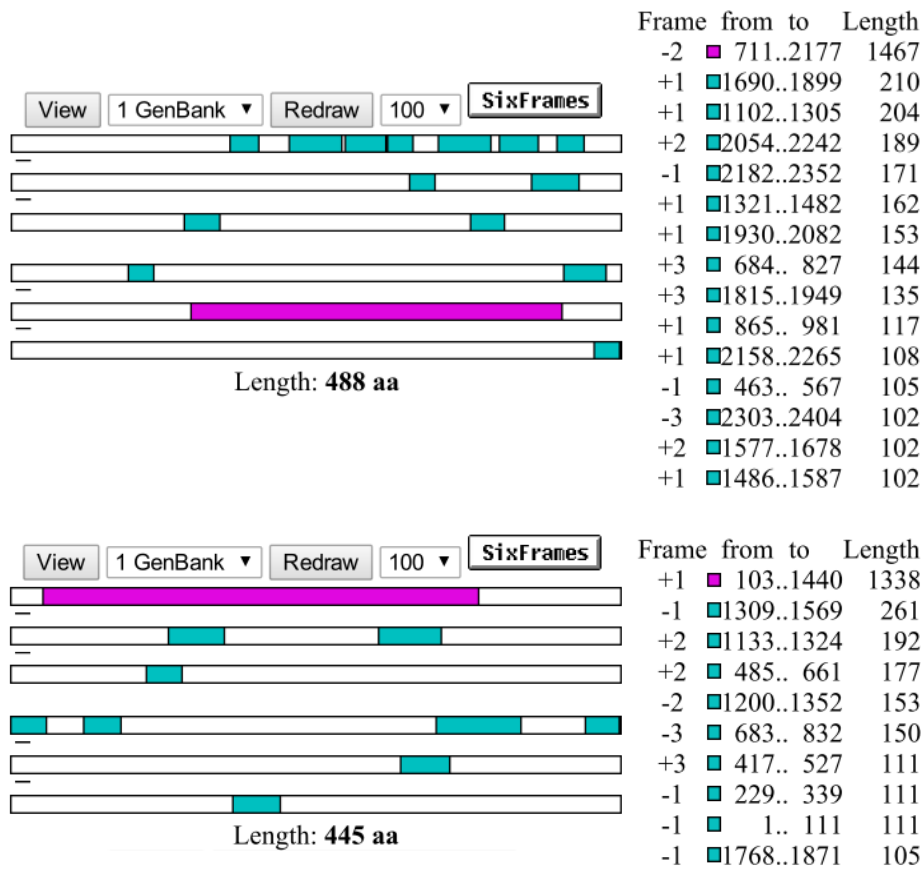 View 1 GenBank ▼ Redraw 100 ▼ SixFrames
Length: 488 aa
Frame from to Length
-2 711..2177 1467
+1 1690..1899 210
+1 1102..1305 204
+2 2054..2242 189
-1 2182..2352 171
+1 1321..1482 162
+1 1930..2082 153
+3 684.. 827 144
+3 1815..1949 135
+1 865.. 981 117
+1 2158..2265 108
-1 463.. 567 105
-3 2303..2404 102
+2 1577..1678 102
+1 1486..1587 102
View 1 GenBank ▼ Redraw 100 ▼ SixFrames
Length: 445 aa
Frame from to Length
+1 103..1440 1338
-1 1309..1569 261
+2 1133..1324 192
+2 485.. 661 177
-2 1200..1352 153
-3 683.. 832 150
+3 417.. 527 111
-1 229.. 339 111
-1 1.. 111 111
-1 1768..1871 105